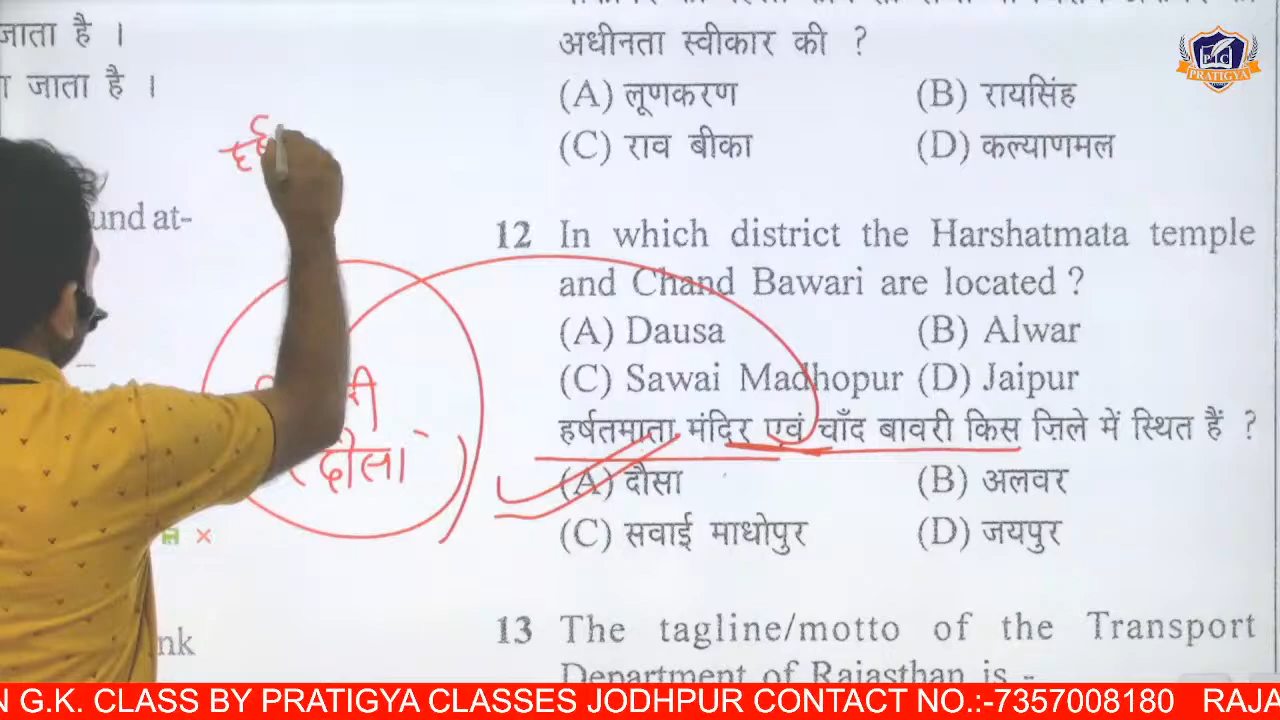 जाता है ।
जाता है ।
und at-
nk
अधीनता स्वीकार की ?
(A) लूणकरण (B) रायसिंह
(C) राव बीका (D) कल्याणमल
12 In which district the Harshatmata temple
and Chand Bawari are located ?
(A) Dausa (B) Alwar
(C) Sawai Madhopur (D) Jaipur
हर्षतमाता मंदिर एवं चाँद बावरी किस ज़िले में स्थित हैं ?
(A) दौसा (B) अलवर
(C) सवाई माधोपुर (D) जयपुर
13 The tagline/motto of the Transport
Department of Rajasthan is -
PTC
PRATIGYA
N G.K. CLASS BY PRATIGYA CLASSES JODHPUR CONTACT NO.:-7357008180 RAJA